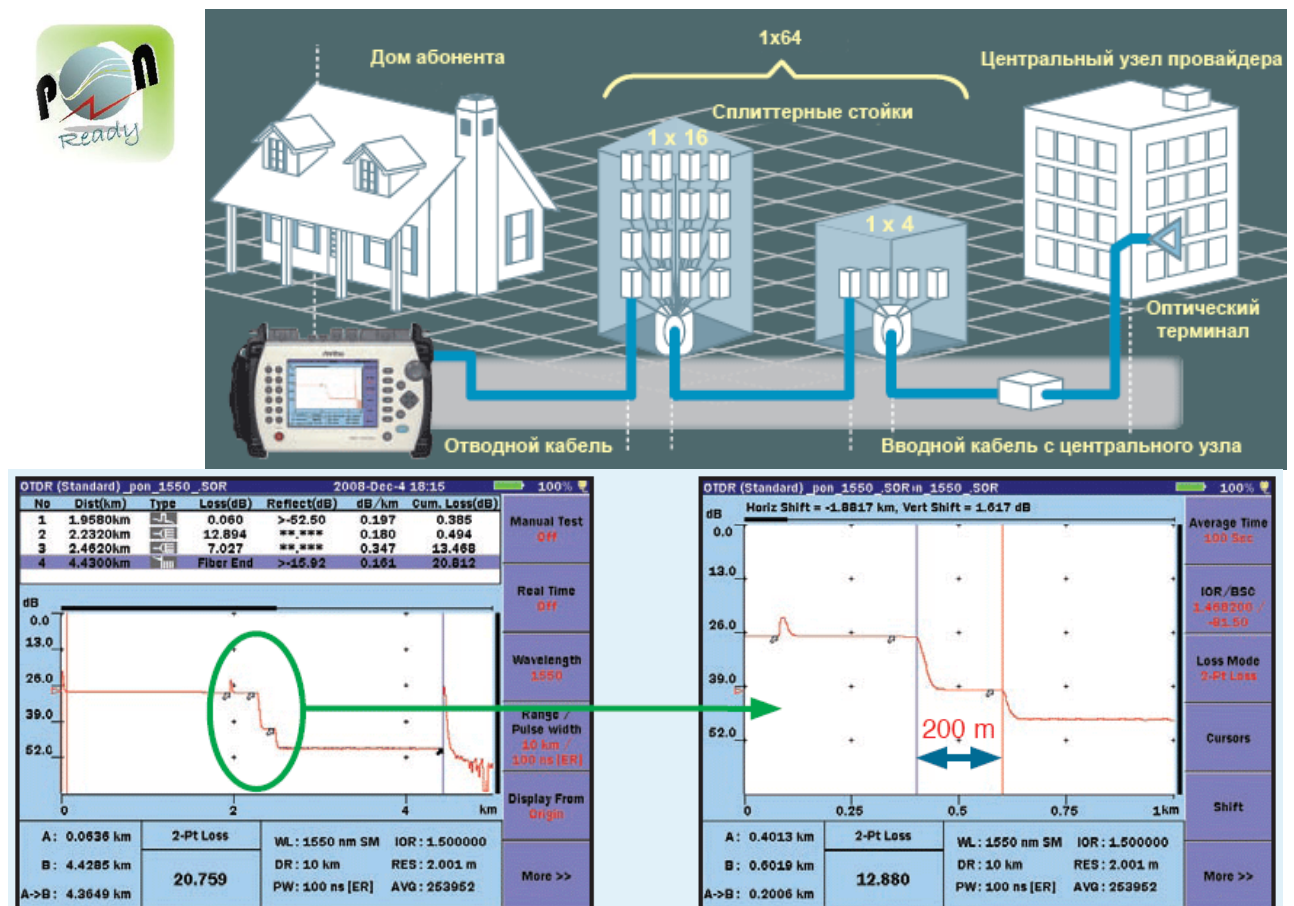 PON
Ready
Дом абонента
1x64
Центральный узел провайдера
Сплиттерные стойки
1 x 16
1 x 4
Оптический
терминал
Anritsu
Отводной кабель
Вводной кабель с центрального узла
OTDR (Standard) _pon_1550_.SOR 2008-Dec-4 18:15 100%
No Dist(km) Type Loss(dB) Reflect(dB) dB/km Cum. Loss(dB)
1 1.9580km 0.060 >-52.50 0.197 0.385
2 2.2320km 12.894 **.*** 0.180 0.494
3 2.4620km 7.027 **.*** 0.347 13.468
4 4.4300km Fiber End >-15.92 0.161 20.812
dB
0.0
13.0
26.0
39.0
52.0
0 2 4 km
Manual Test
Off
Real Time
Off
Wavelength
1550
Range /
Pulse width
10 km /
100 ns [ER]
Display From
Origin
More >>
A: 0.0636 km
B: 4.4285 km
A->B: 4.3649 km
2-Pt Loss
20.759
WL: 1550 nm SM IOR: 1.500000
DR: 10 km RES: 2.001 m
PW: 100 ns [ER] AVG: 253952
OTDR (Standard) _pon_1550_.SOR in_1550_.SOR 100%
dB Horiz Shift = -1.8817 km, Vert Shift = 1.617 dB
0.0
13.0
26.0
39.0
52.0
200 m
0 0.25 0.5 0.75 1km
Average Time
100 Sec
IOR/BSC
1.468200 /
-81.50
Loss Mode
2-Pt Loss
Cursors
Shift
More >>
A: 0.4013 km
B: 0.6019 km
A->B: 0.2006 km
2-Pt Loss
12.880
WL: 1550 nm SM IOR: 1.500000
DR: 10 km RES: 2.001 m
PW: 100 ns [ER] AVG: 253952